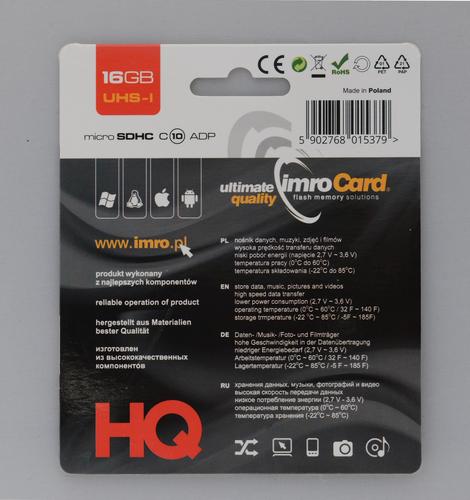 16GB
UHS-I
CE
RoHS
01
PET
21
PAP
Made in Poland
5 902768 015379 >
micro SDHC C10 ADP
ultimate quality
imroCard
flash memory solutions
www.imro.pl
produkt wykonany
z najlepszych komponentów
reliable operation of product
hergestellt aus Materialien
bester Qualität
изготовлен
из высококачественных
компонентов
HQ
PL nośnik danych, muzyki, zdjęć i filmów
wysoka prędkość transferu danych
niski pobór energii (napięcie 2,7 V - 3,6 V)
temperatura pracy (0°C do 60°C)
temperatura składowania (-22°C do 85°C)
EN store data, music, pictures and videos
high speed data transfer
lower power consumption (2,7 V - 3,6 V)
operating temperature (0°C ~ 60°C / 32 F ~ 140 F)
storage trmperature (-22 °C ~ 85°C / -5F ~ 185F)
DE Daten- /Musik- /Foto- und Filmträger
hohe Geschwindigkeit in der Datenübertragung
niedriger Energiebedarf (2,7V - 3,6 V)
Arbeitstemperatur (0°C ~ 60°C / 32 F ~ 140 F)
Lagertemperatur (-22°C ~ 85°C / -5 F ~ 185 F)
RU хранения данных, музыки, фотографий и видео
высокая скорость передачи данных
низкое потребление энергии (2,7 V - 3,6 V)
операционная температура (0°C ~ 60°C)
температура хранения (-22°C ~ 85°C)